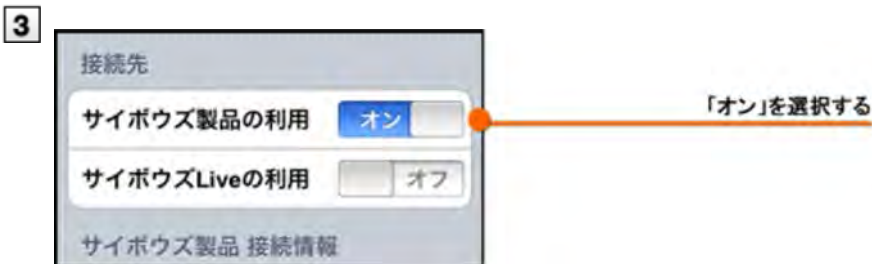 3
接続先
サイボウズ製品の利用 オン
「オン」を選択する
サイボウズLiveの利用 オフ
サイボウズ製品 接続情報